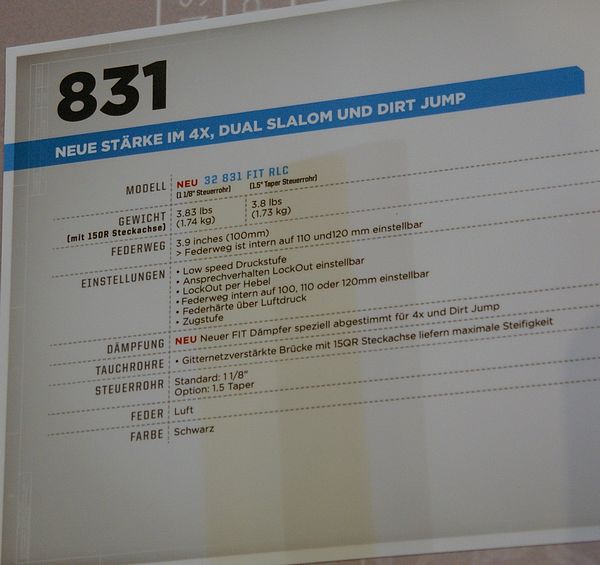 831
NEUE STÄRKE IM 4X, DUAL SLALOM UND DIRT JUMP
MODELL NEU 32 831 FIT RLC
(1 1/8" Steuerrohr) (1.5" Taper Steuerrohr)
GEWICHT 3.83 lbs 3.8 lbs
(mit 15QR Steckachse) (1.74 kg) (1.73 kg)
FEDERWEG 3.9 inches (100mm)
> Federweg ist intern auf 110 und120 mm einstellbar
EINSTELLUNGEN • Low speed Druckstufe
• Ansprechverhalten LockOut einstellbar
• LockOut per Hebel
• Federweg intern auf 100, 110 oder 120mm einstellbar
• Federhärte über Luftdruck
• Zugstufe
DÄMPFUNG NEU Neuer FIT Dämpfer speziell abgestimmt für 4x und Dirt Jump
TAUCHROHRE • Gitternetzverstärkte Brücke mit 15QR Steckachse liefern maximale Steifigkeit
STEUERROHR Standard: 1 1/8"
Option: 1.5 Taper
FEDER Luft
FARBE Schwarz